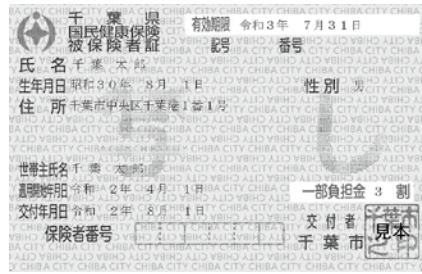 千葉県 有効期限 令和3年 7月31日
国民健康保険
被保険者証 記号 番号
氏名 千葉 太郎
生年月日 昭和30年 8月 1日 性別 男
住所 千葉市中央区千葉港1番1号
世帯主氏名 千葉 太郎
適用開始年月日 令和 2年 4月 1日 一部負担金 3 割
交付年月日 令和 2年 8月 1日
保険者番号 交付者 千葉市 見本